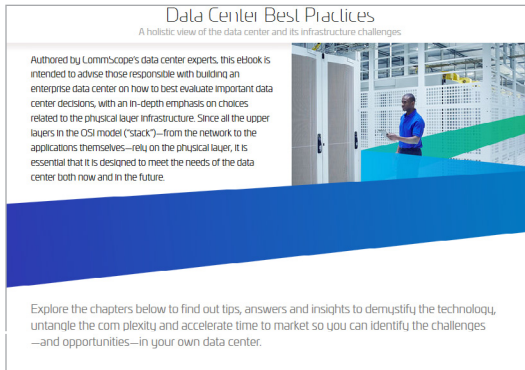 Data Center Best Practices
A holistic view of the data center and its infrastructure challenges
Authored by CommScope's data center experts, this eBook is
intended to advise those responsible with building an
enterprise data center on how to best evaluate important data
center decisions, with an in-depth emphasis on choices
related to the physical layer infrastructure. Since all the upper
layers in the OSI model ("stack")—from the network to the
applications themselves—rely on the physical layer, it is
essential that it is designed to meet the needs of the data
center both now and in the future.
Explore the chapters below to find out tips, answers and insights to demystify the technology,
untangle the com plexity and accelerate time to market so you can identify the challenges
—and opportunities—in your own data center.